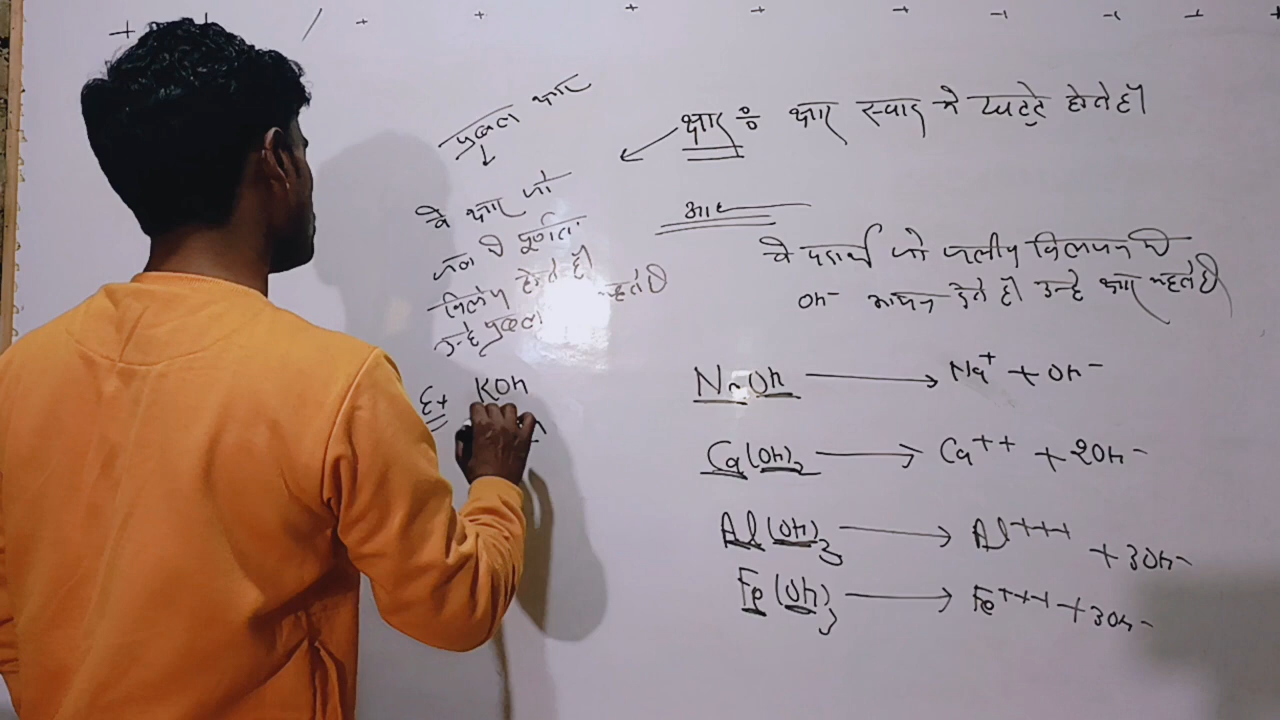 क्षार ÷ क्षार स्वाद मे खट्टे होते हैं
वे पदार्थ जो जलीय विलयन मे
OH- आयन देते हैं उन्हे क्षार कहते हैं
NaOH → Na+ + OH-
Ca(OH)2 → Ca++ + 2OH-
Al(OH)3 → Al+++ + 3OH-
Fe(OH)3 → Fe+++ + 3OH-
प्रबल क्षार
↓
वे क्षार जो
जल मे पूर्णतः
विलेय होते हैं
उन्हे प्रबल कहते हैं
Ex KOH